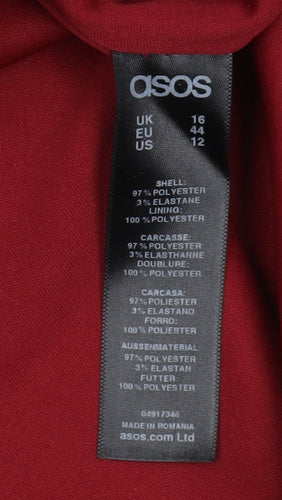 asos
UK 16
EU 44
US 12
SHELL:
97% POLYESTER
3% ELASTANE
LINING:
100% POLYESTER
CARCASSE:
97% POLYESTER
3% ELASTHANNE
DOUBLURE:
100% POLYESTER
CARCASA:
97% POLIESTER
3% ELASTANO
FORRO:
100% POLIESTER
AUSSENMATERIAL:
97% POLYESTER
3% ELASTAN
FUTTER:
100% POLYESTER
04917346
MADE IN ROMANIA
asos.com Ltd